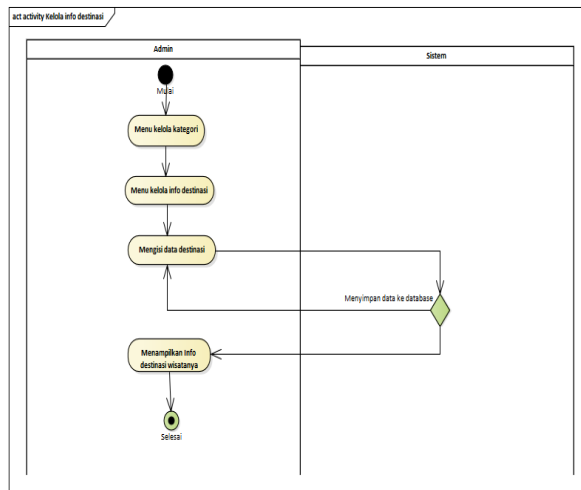 act activity Kelola info destinasi
Admin
Sistem
Mulai
Menu kelola kategori
Menu kelola info destinasi
Mengisi data destinasi
Menyimpan data ke database
Menampilkan Info
destinasi wisatanya
Selesai